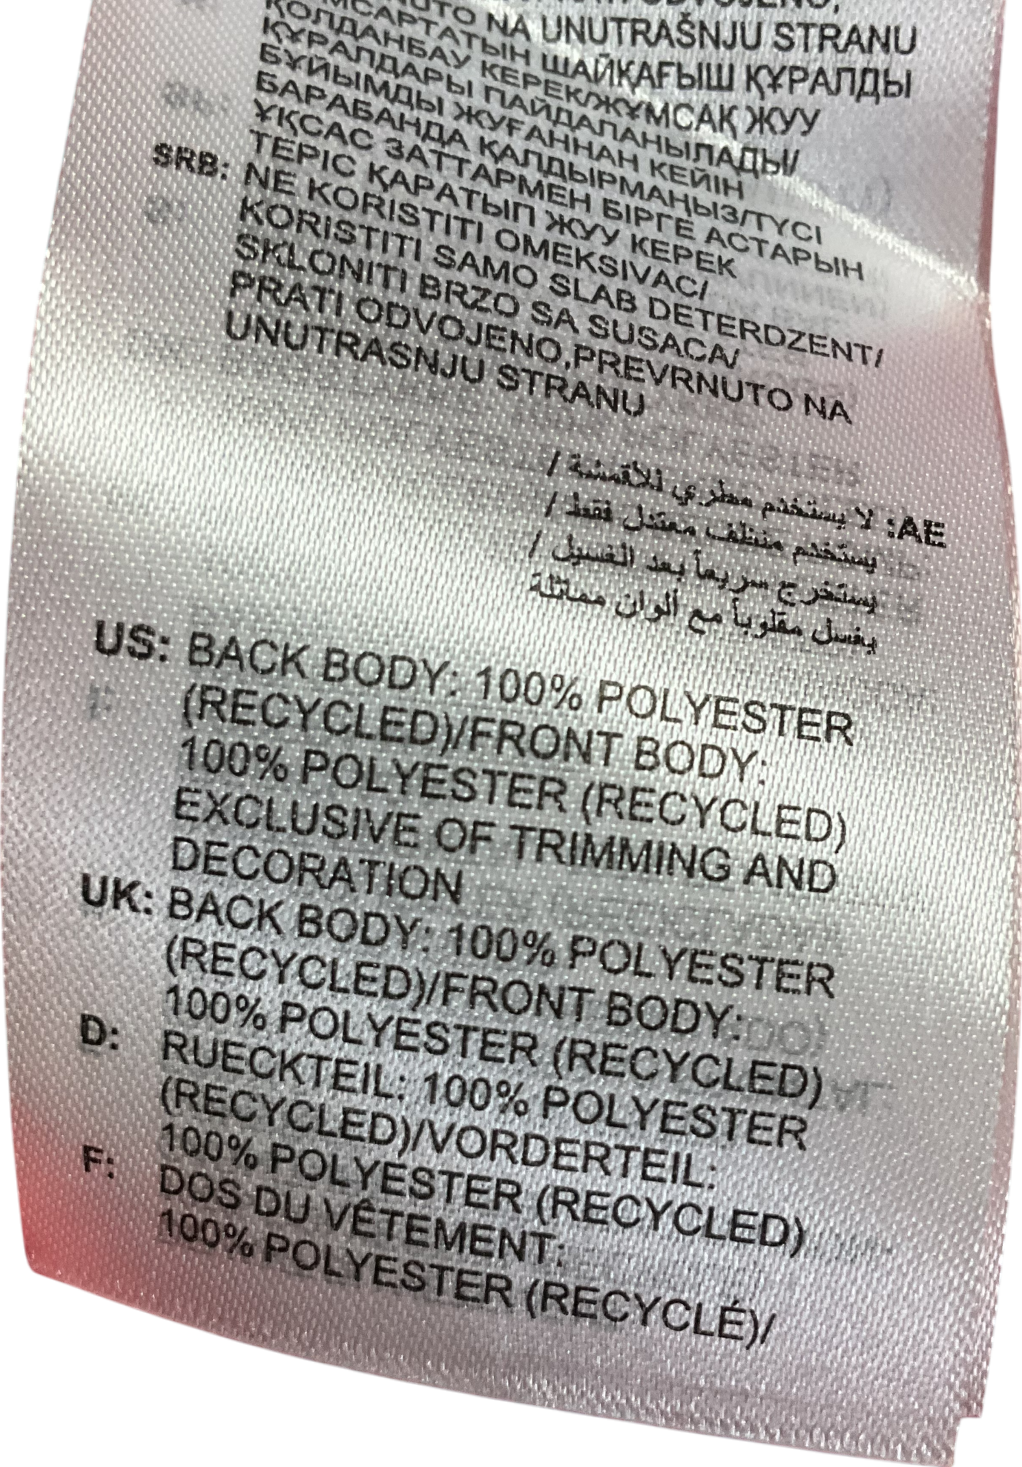 NA UNUTRAŠNJU STRANU
ШАЙҚАҒЫШ ҚҰРАЛДЫ
ҚОЛДАНБАУ КЕРЕК/ЖҰМСАҚ ЖУУ
ҚҰРАЛДАРЫ ПАЙДАЛАНЫЛАДЫ/
БҰЙЫМДЫ ЖУҒАННАН КЕЙІН
БАРАБАНДА ҚАЛДЫРМАҢЫЗ/ТҮСІ
ҰҚСАС ЗАТТАРМЕН БІРГЕ АСТАРЫН
ТЕРІС ҚАРАТЫП ЖУУ КЕРЕК
SRB: NE KORISTITI OMEKSIVAC/
KORISTITI SAMO SLAB DETERDZENT/
SKLONITI BRZO SA SUSACA/
PRATI ODVOJENO,PREVRNUTO NA
UNUTRASNJU STRANU
AE: لا يستخدم مطري للأقمشة /
يستخدم منظف معتدل فقط /
يستخرج سريعاً بعد الغسيل /
يغسل مقلوباً مع ألوان مماثلة
US: BACK BODY: 100% POLYESTER
(RECYCLED)/FRONT BODY:
100% POLYESTER (RECYCLED)
EXCLUSIVE OF TRIMMING AND
DECORATION
UK: BACK BODY: 100% POLYESTER
(RECYCLED)/FRONT BODY:
100% POLYESTER (RECYCLED)
D: RUECKTEIL: 100% POLYESTER
(RECYCLED)/VORDERTEIL:
100% POLYESTER (RECYCLED)
F: DOS DU VÊTEMENT:
100% POLYESTER (RECYCLÉ)/